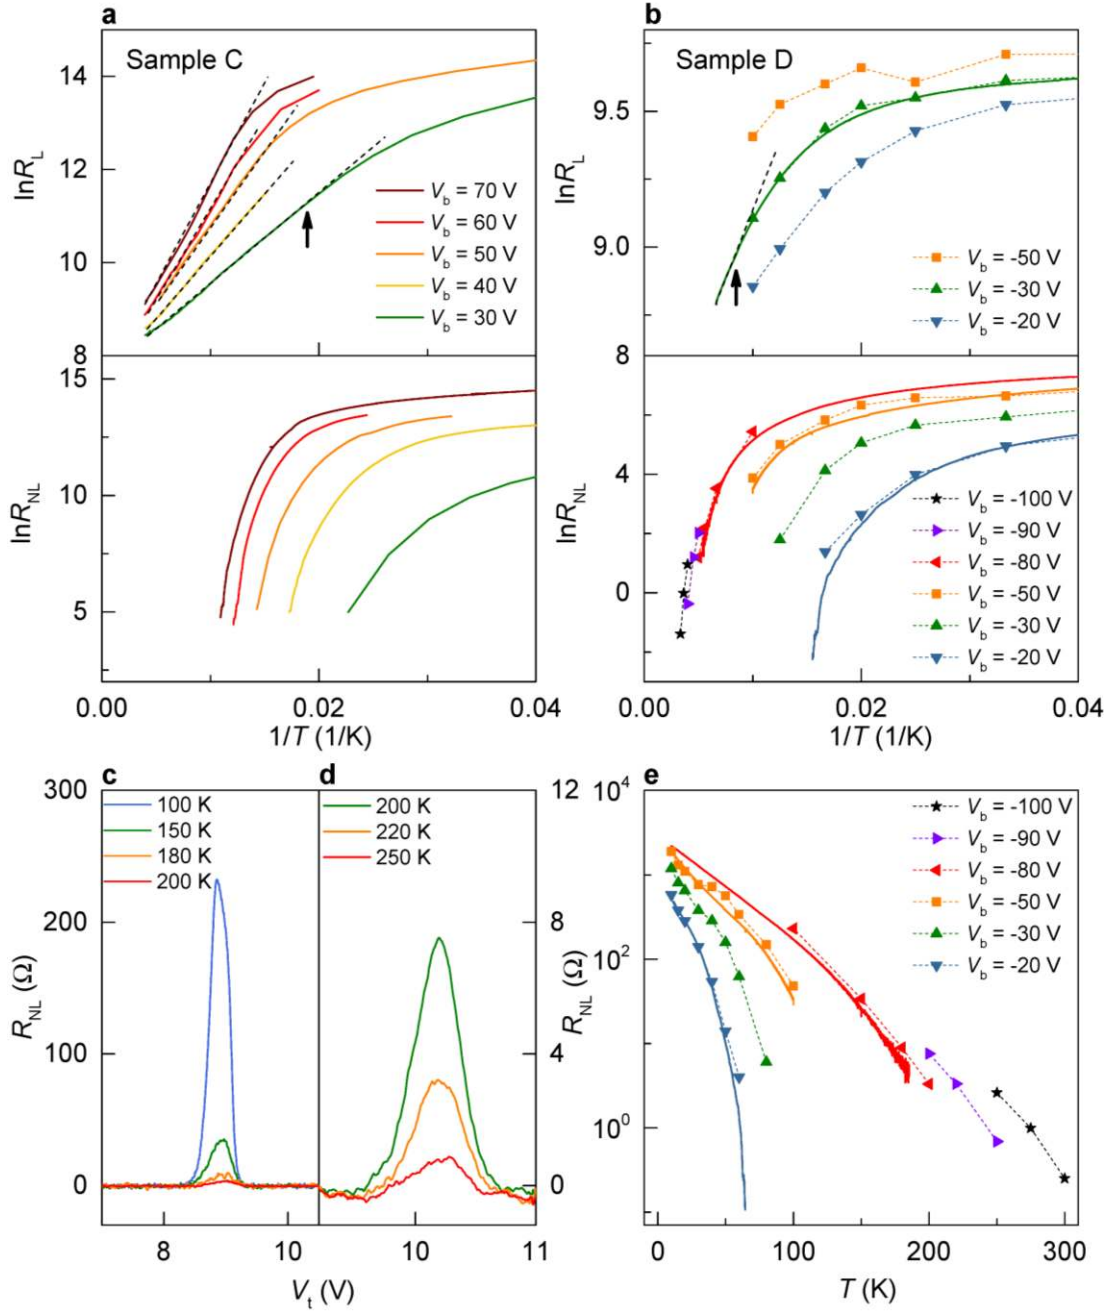 a
Sample C
14
12
10
8
lnR_L
V_b = 70 V
V_b = 60 V
V_b = 50 V
V_b = 40 V
V_b = 30 V
15
10
5
lnR_NL
0.00
0.02
0.04
1/T (1/K)
b
Sample D
9.5
9.0
lnR_L
V_b = -50 V
V_b = -30 V
V_b = -20 V
8
4
0
lnR_NL
V_b = -100 V
V_b = -90 V
V_b = -80 V
V_b = -50 V
V_b = -30 V
V_b = -20 V
0.00
0.02
0.04
1/T (1/K)
c
300
200
100
0
R_NL (Ω)
100 K
150 K
180 K
200 K
8
10
d
200 K
220 K
250 K
12
8
4
0
R_NL (Ω)
10
11
V_t (V)
e
10^4
10^2
10^0
V_b = -100 V
V_b = -90 V
V_b = -80 V
V_b = -50 V
V_b = -30 V
V_b = -20 V
0
100
200
300
T (K)